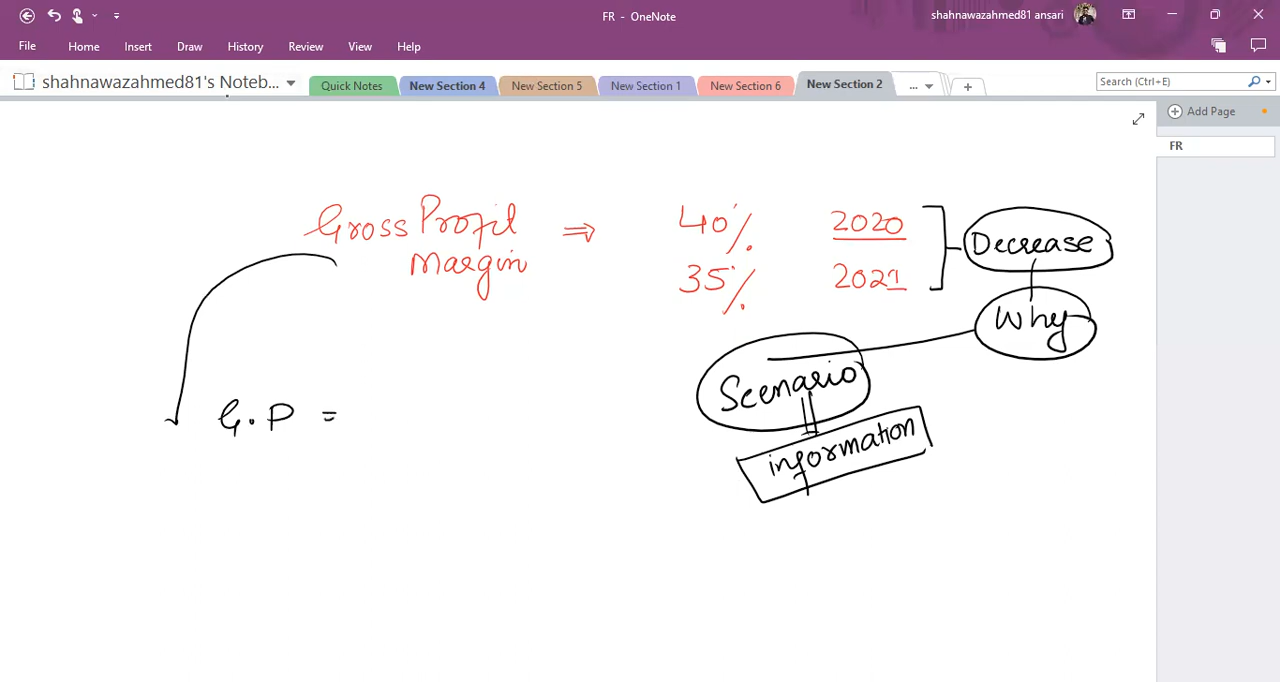 FR - OneNote
shahnawazahmed81 ansari
File Home Insert Draw History Review View Help
shahnawazahmed81's Noteb...
Quick Notes New Section 4 New Section 5 New Section 1 New Section 6 New Section 2 ...
Search (Ctrl+E)
Add Page
FR
Gross Profit ⇒ 40% 2020
Margin 35% 2021
Decrease
Why
Scenario
information
G.P =